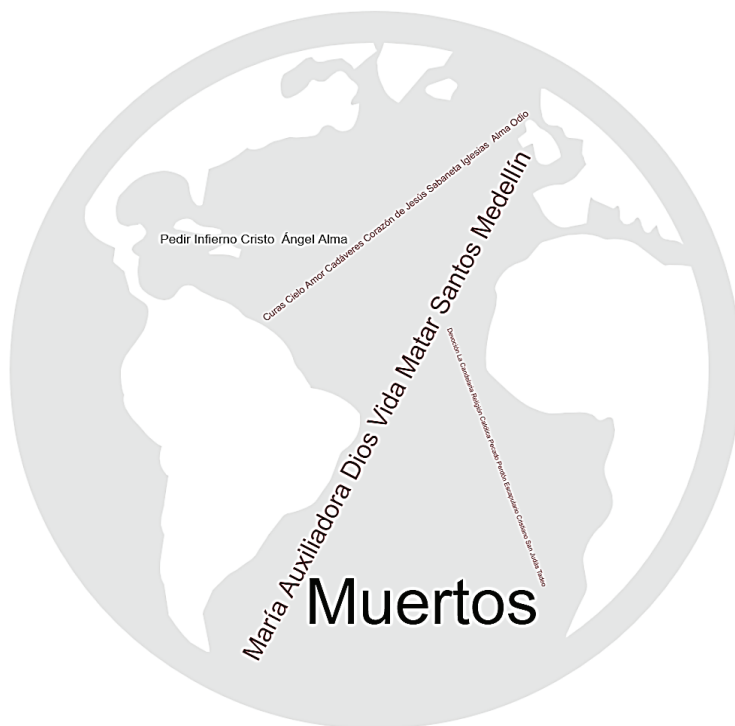 Curas Cielo Amor Cadáveres Corazón de Jesús Sabaneta Iglesias Alma Odio
María Auxiliadora Dios Vida Matar Santos Medellín
Pedir Infierno Cristo Ángel Alma
Devoción La Candelaria Religión Católica Pecado Perdón Escapulario Cristiano San Judas Tadeo
Muertos